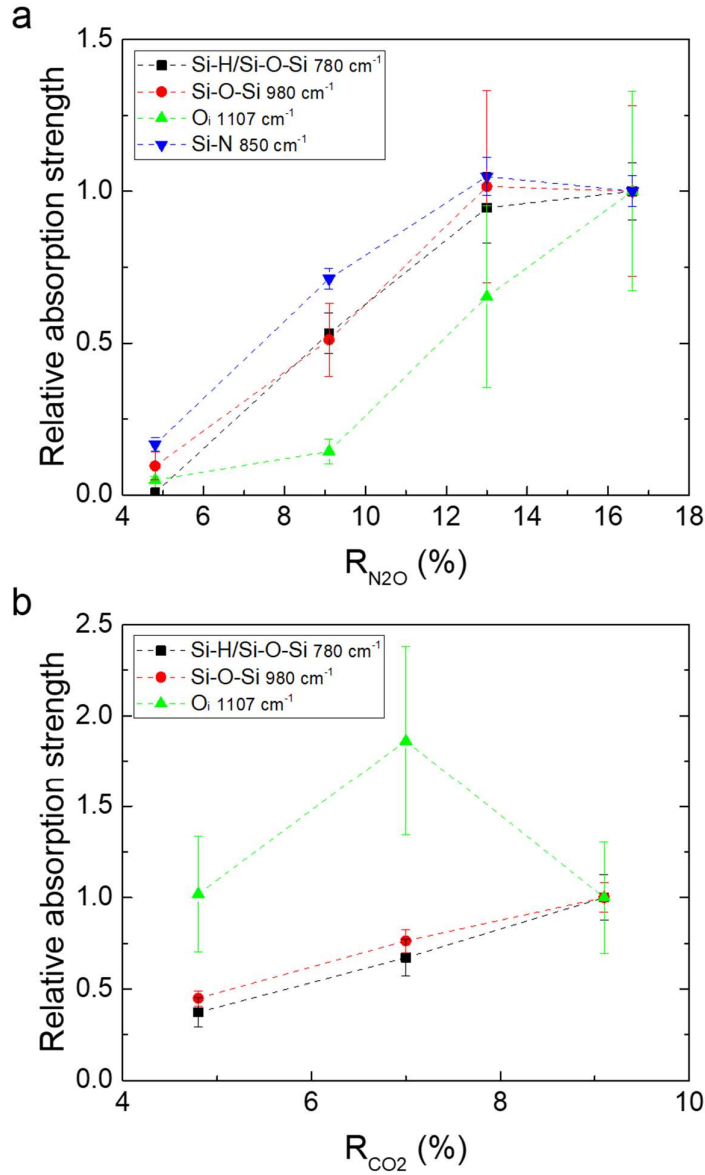 a
1.5
1.0
0.5
0.0
Relative absorption strength
Si-H/Si-O-Si 780 cm⁻¹
Si-O-Si 980 cm⁻¹
Oᵢ 1107 cm⁻¹
Si-N 850 cm⁻¹
4 6 8 10 12 14 16 18
R_N2O (%)
b
2.5
2.0
1.5
1.0
0.5
0.0
Relative absorption strength
Si-H/Si-O-Si 780 cm⁻¹
Si-O-Si 980 cm⁻¹
Oᵢ 1107 cm⁻¹
4 6 8 10
R_CO2 (%)